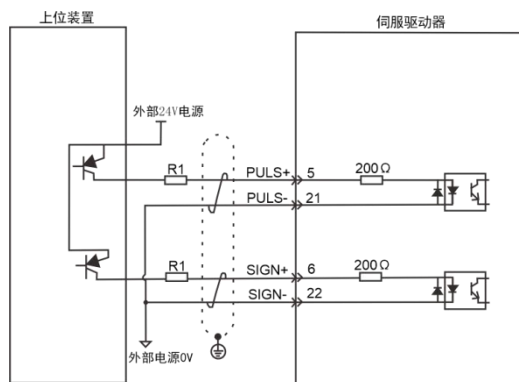 上位装置
伺服驱动器
外部24V电源
R1
PULS+
5
200Ω
PULS-
21
R1
SIGN+
6
200Ω
SIGN-
22
外部电源0V